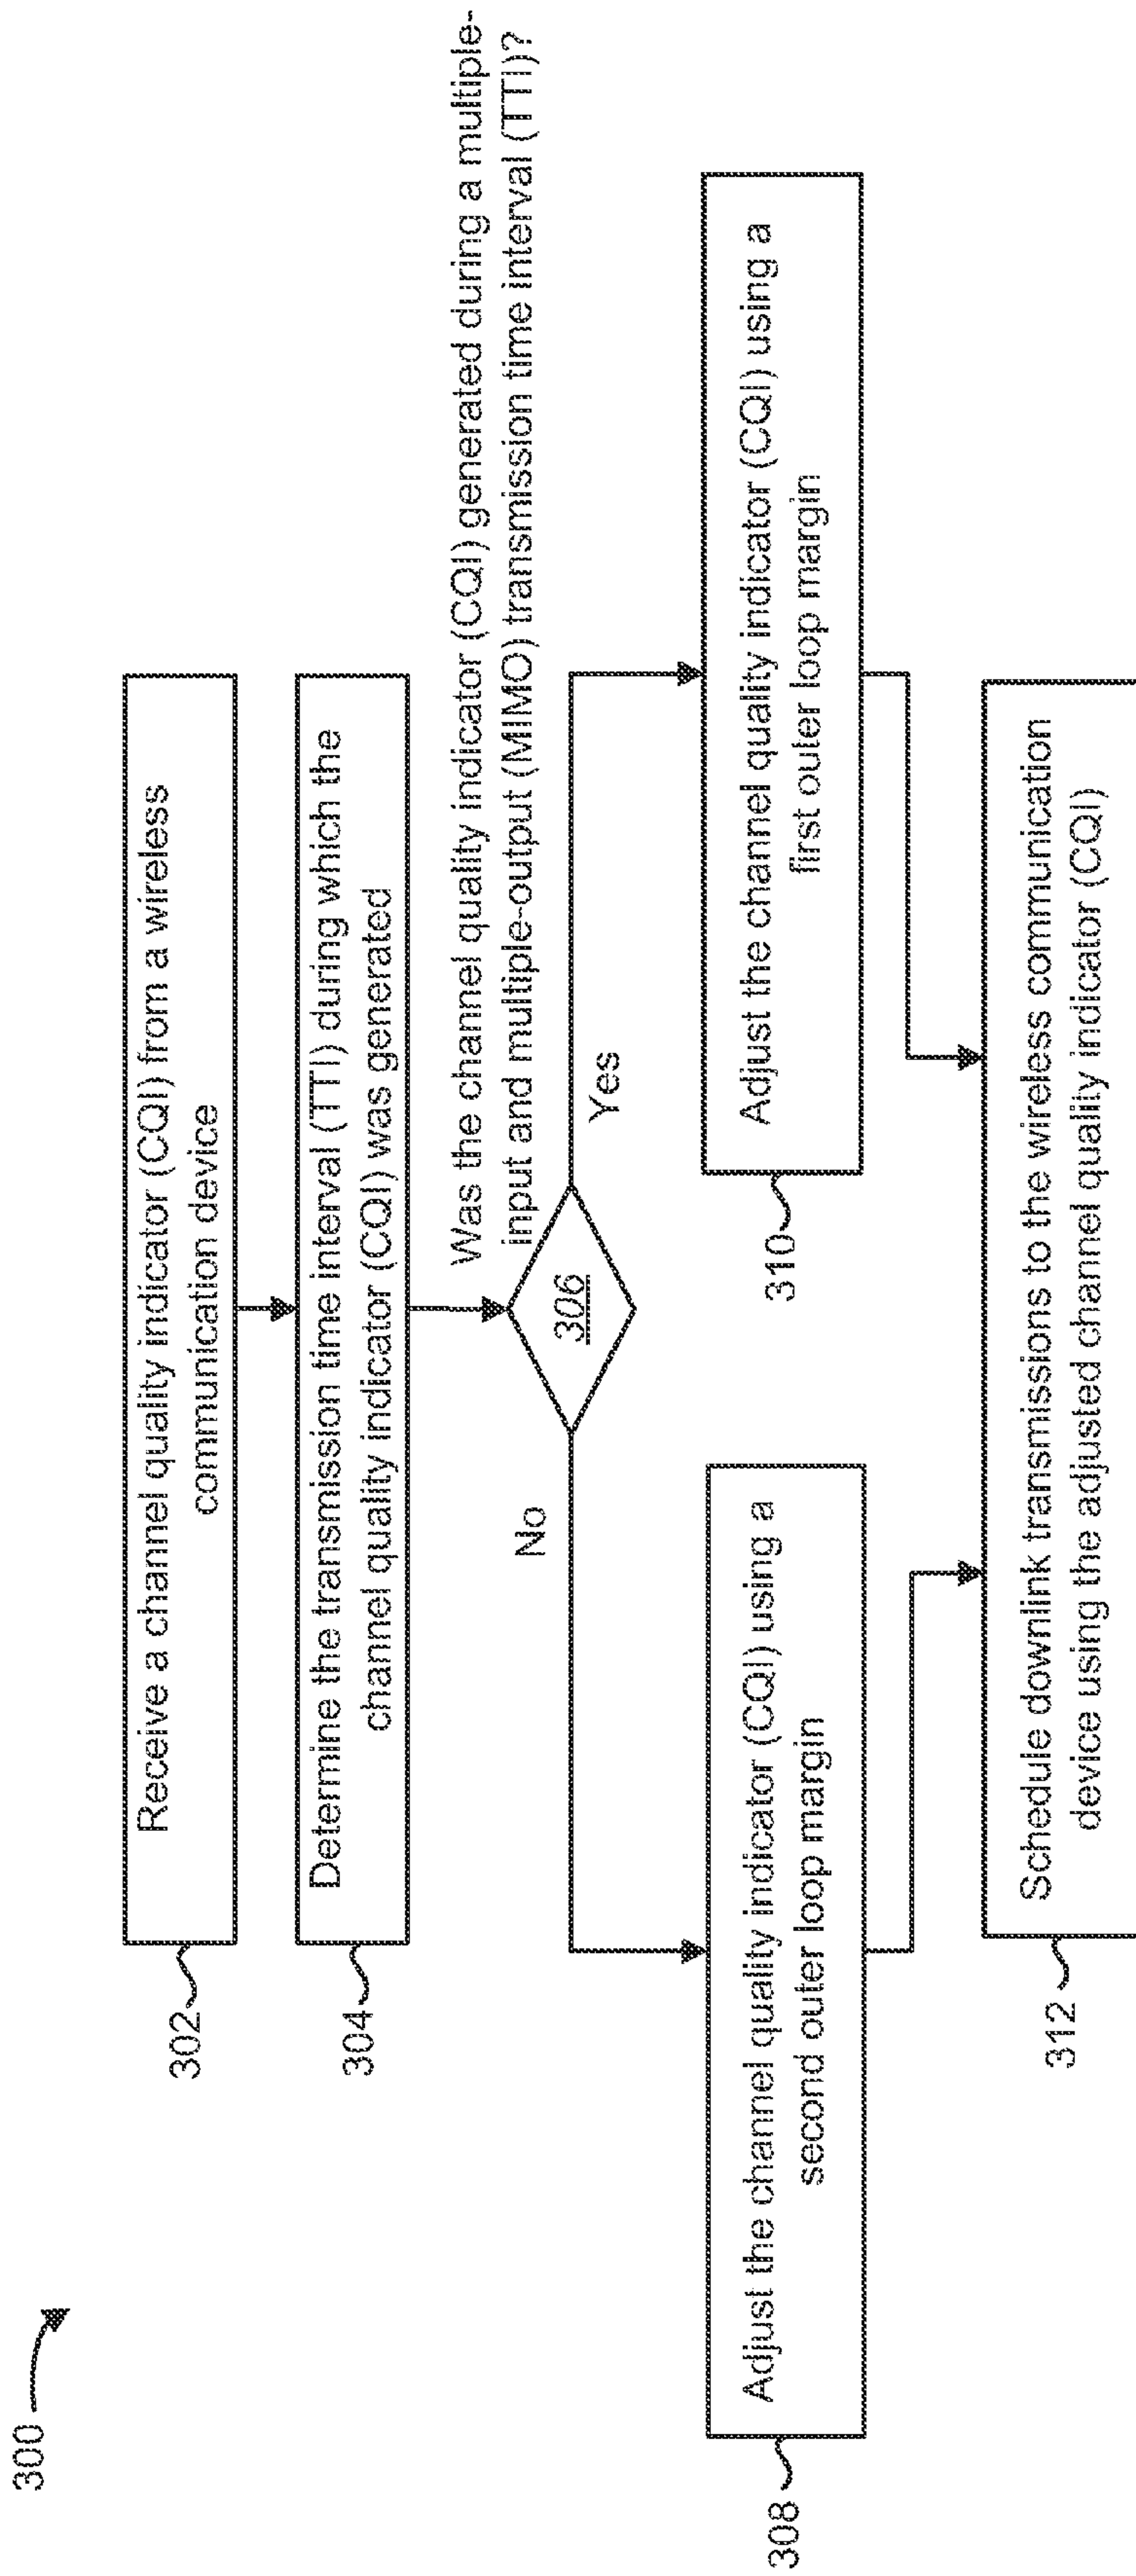 300
302
Receive a channel quality indicator (CQI) from a wireless
communication device
304
Determine the transmission time interval (TTI) during which the
channel quality indicator (CQI) was generated
Was the channel quality indicator (CQI) generated during a multiple-
input and multiple-output (MIMO) transmission time interval (TTI)?
306
No
Yes
308
Adjust the channel quality indicator (CQI) using a
second outer loop margin
310
Adjust the channel quality indicator (CQI) using a
first outer loop margin
312
Schedule downlink transmissions to the wireless communication
device using the adjusted channel quality indicator (CQI)